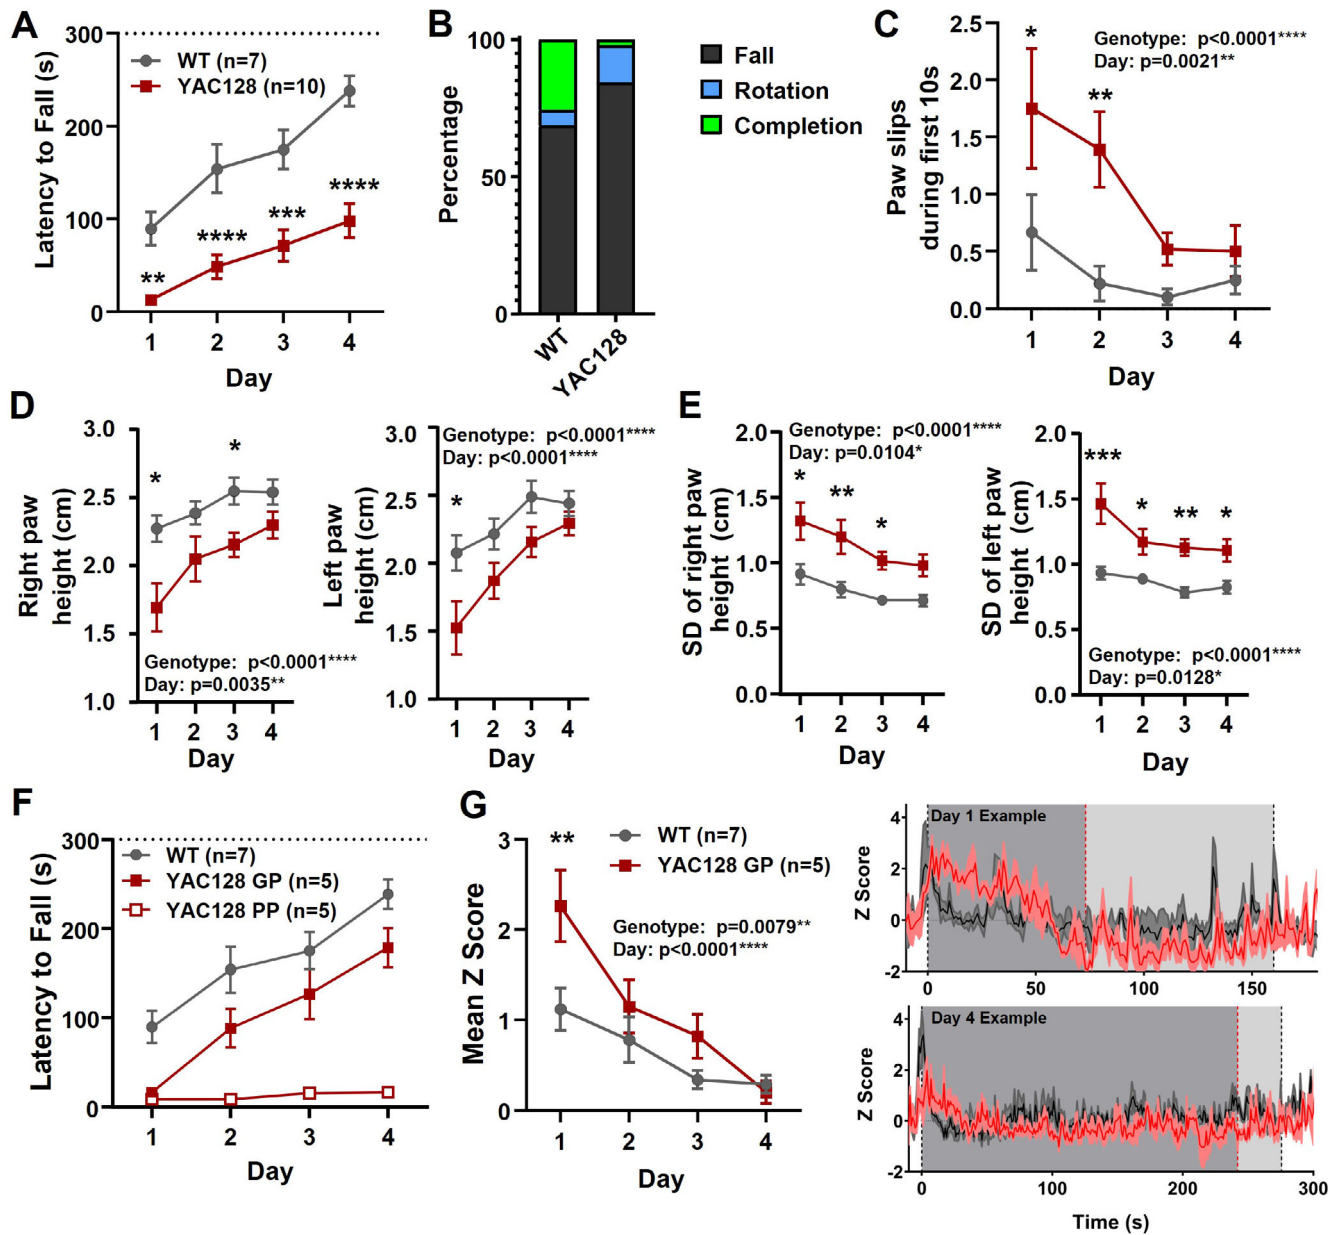 A
300
200
100
0
Latency to Fall (s)
WT (n=7)
YAC128 (n=10)
**
****
***
****
1 2 3 4
Day
B
100
50
0
Percentage
WT
YAC128
Fall
Rotation
Completion
C
2.5
2.0
1.5
1.0
0.5
0.0
Paw slips
during first 10s
Genotype: p<0.0001****
Day: p=0.0021**
*
**
1 2 3 4
Day
D
3.0
2.5
2.0
1.5
1.0
Right paw
height (cm)
*
*
Genotype: p<0.0001****
Day: p=0.0035**
1 2 3 4
Day
3.0
2.5
2.0
1.5
1.0
Left paw
height (cm)
Genotype: p<0.0001****
Day: p<0.0001****
*
1 2 3 4
Day
E
2.0
1.5
1.0
0.5
0.0
SD of right paw
height (cm)
Genotype: p<0.0001****
Day: p=0.0104*
*
**
*
1 2 3 4
Day
2.0
1.5
1.0
0.5
0.0
SD of left paw
height (cm)
***
*
**
*
Genotype: p<0.0001****
Day: p=0.0128*
1 2 3 4
Day
F
300
200
100
0
Latency to Fall (s)
WT (n=7)
YAC128 GP (n=5)
YAC128 PP (n=5)
1 2 3 4
Day
G
3
2
1
0
Mean Z Score
**
WT (n=7)
YAC128 GP (n=5)
Genotype: p=0.0079**
Day: p<0.0001****
1 2 3 4
Day
Day 1 Example
4
2
0
-2
Z Score
0 50 100 150
Day 4 Example
4
2
0
-2
Z Score
0 100 200 300
Time (s)